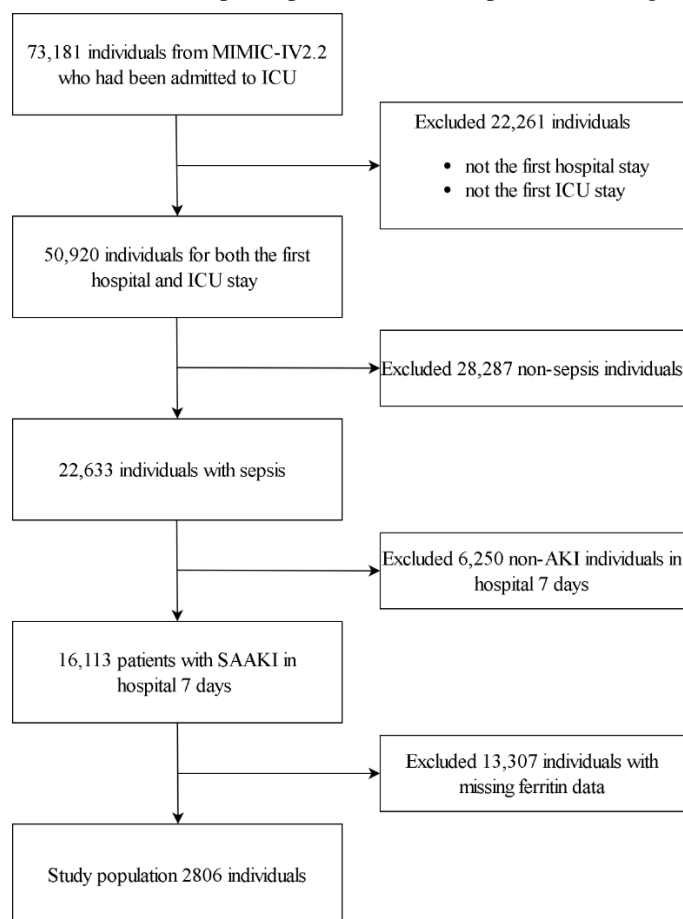 73,181 individuals from MIMIC-IV2.2
who had been admitted to ICU
Excluded 22,261 individuals
• not the first hospital stay
• not the first ICU stay
50,920 individuals for both the first
hospital and ICU stay
Excluded 28,287 non-sepsis individuals
22,633 individuals with sepsis
Excluded 6,250 non-AKI individuals in
hospital 7 days
16,113 patients with SAAKI in
hospital 7 days
Excluded 13,307 individuals with
missing ferritin data
Study population 2806 individuals